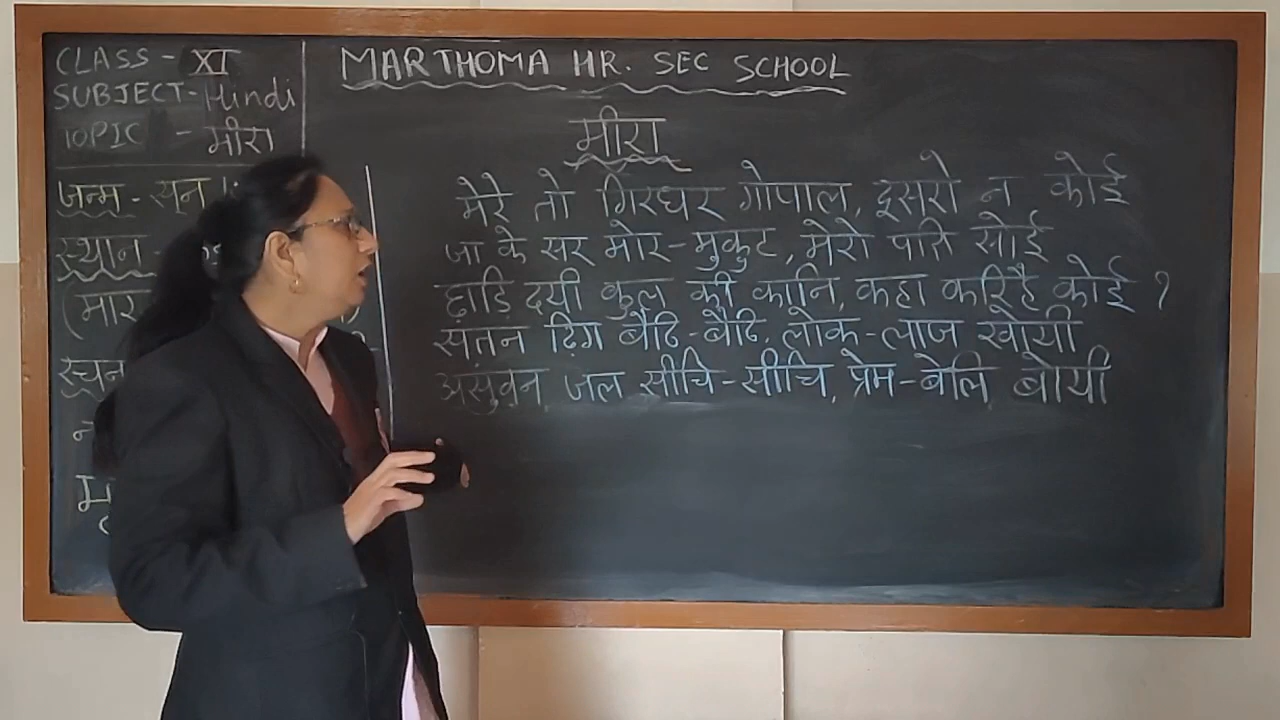 CLASS - XI
SUBJECT - Hindi
TOPIC - मीरा
जन्म - सन
स्थान -
(मार
रचन
MARTHOMA HR. SEC SCHOOL
मीरा
मेरे तो गिरधर गोपाल, दूसरो न कोई
जा के सर मोर-मुकुट, मेरो पति सोई
छाड़ि दयी कुल की कानि, कहा करिहै कोई ?
संतन ढिग बैठि-बैठि, लोक-लाज खोयी
असुंवन जल सीचि-सीचि, प्रेम-बेलि बोयी